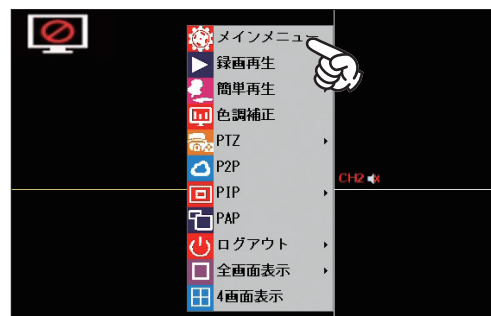 メインメニュー
録画再生
簡単再生
色調補正
PTZ
P2P
CH2
PIP
PAP
ログアウト
全画面表示
4画面表示